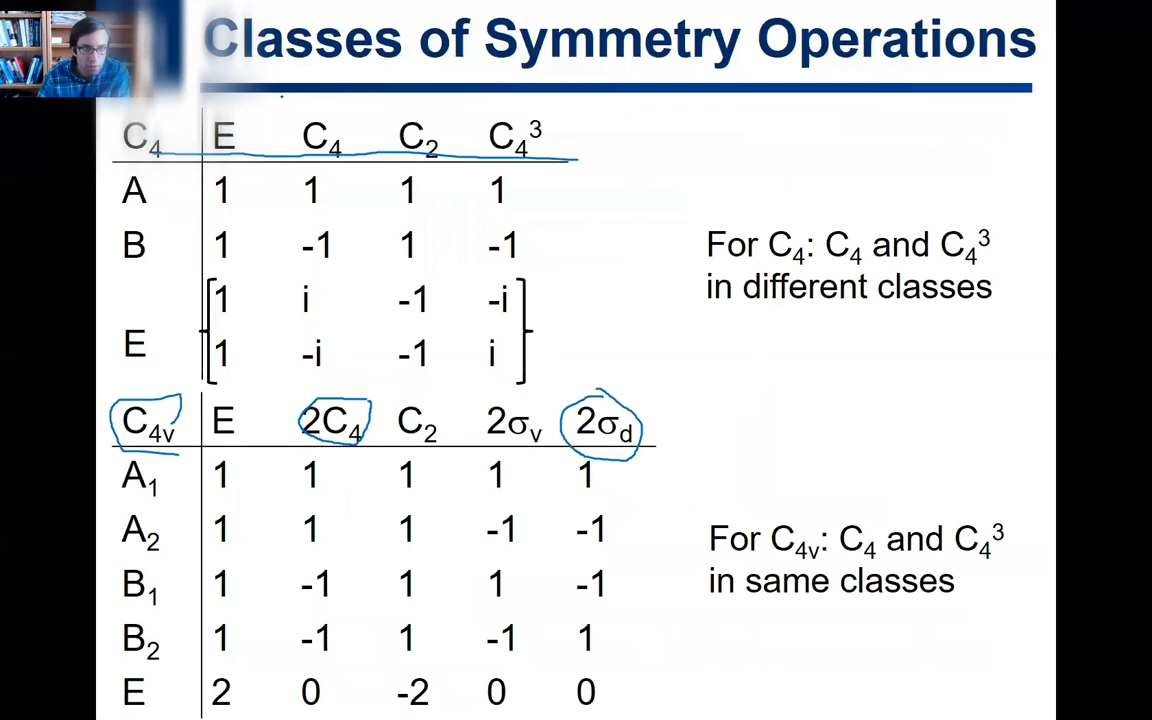 Classes of Symmetry Operations
C₄ E C₄ C₂ C₄³
A 1 1 1 1
B 1 -1 1 -1
1 i -1 -i
E
1 -i -1 i
For C₄: C₄ and C₄³
in different classes
C₄ᵥ E 2C₄ C₂ 2σᵥ 2σd
A₁ 1 1 1 1 1
A₂ 1 1 1 -1 -1
B₁ 1 -1 1 1 -1
B₂ 1 -1 1 -1 1
E 2 0 -2 0 0
For C₄ᵥ: C₄ and C₄³
in same classes